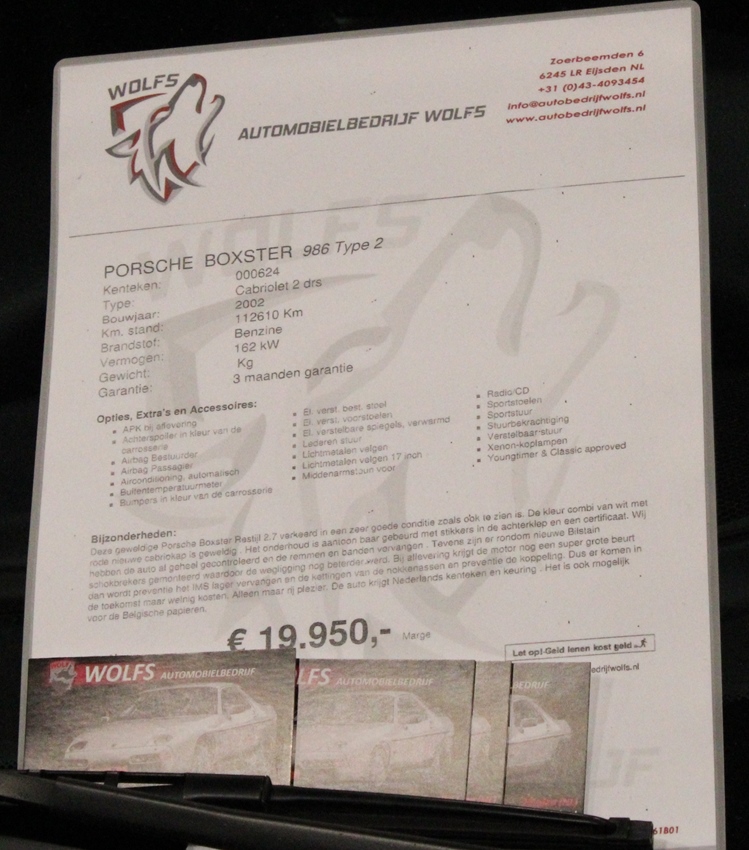 WOLFS
AUTOMOBIELBEDRIJF WOLFS
Zoerbeemden 6
6245 LR Eijsden NL
+31 (0)43-4093454
info@autobedrijfwolfs.nl
www.autobedrijfwolfs.nl
WOLFS
PORSCHE BOXSTER 986 Type 2
Kenteken: 000624
Type: Cabriolet 2 drs
Bouwjaar: 2002
Km. stand: 112610 Km
Brandstof: Benzine
Vermogen: 162 kW
Gewicht: Kg
Garantie: 3 maanden garantie
Opties, Extra's en Accessoires:
APK bij aflevering
Achterspoiler in kleur van de
carrosserie
Airbag Bestuurder
Airbag Passagier
Airconditioning, automatisch
Buitentemperatuurmeter
Bumpers in kleur van de carrosserie
El. verst. best. stoel
El. verst. voorstoelen
El. verstelbare spiegels, verwarmd
Lederen stuur
Lichtmetalen velgen
Lichtmetalen velgen 17 inch
Middenarmsteun voor
Radio/CD
Sportstoelen
Sportstuur
Stuurbekrachtiging
Verstelbaar stuur
Xenon-koplampen
Youngtimer & Classic approved
Bijzonderheden:
Deze geweldige Porsche Boxster Restijl 2.7 verkeerd in een zeer goede conditie zoals ook te zien is. De kleur combi van wit met
rode nieuwe cabriokap is geweldig . Het onderhoud is aantoon baar gebeurd met stikkers in de achterklep en een certificaat. Wij
hebben de auto al geheel gecontroleerd en de remmen en banden vervangen . Tevens zijn er rondom nieuwe Bilstein
schokbrekers gemonteerd waardoor de wegligging nog beter werd. Bij aflevering krijgt de motor nog een super grote beurt
dan wordt preventie het IMS lager vervangen en de kettingen van de nokkenassen en preventie de koppeling. Dus er komen in
de toekomst maar weinig kosten. Alleen maar rij plezier. De auto krijgt Nederlands kenteken en keuring . Het is ook mogelijk
voor de Belgische papieren.
€ 19.950,- Marge
Let op! Geld lenen kost geld
edrijfwolfs.nl
WOLFS AUTOMOBIELBEDRIJF
LFS AUTOMOBIELBEDRIJF
EDRIJF
61B01